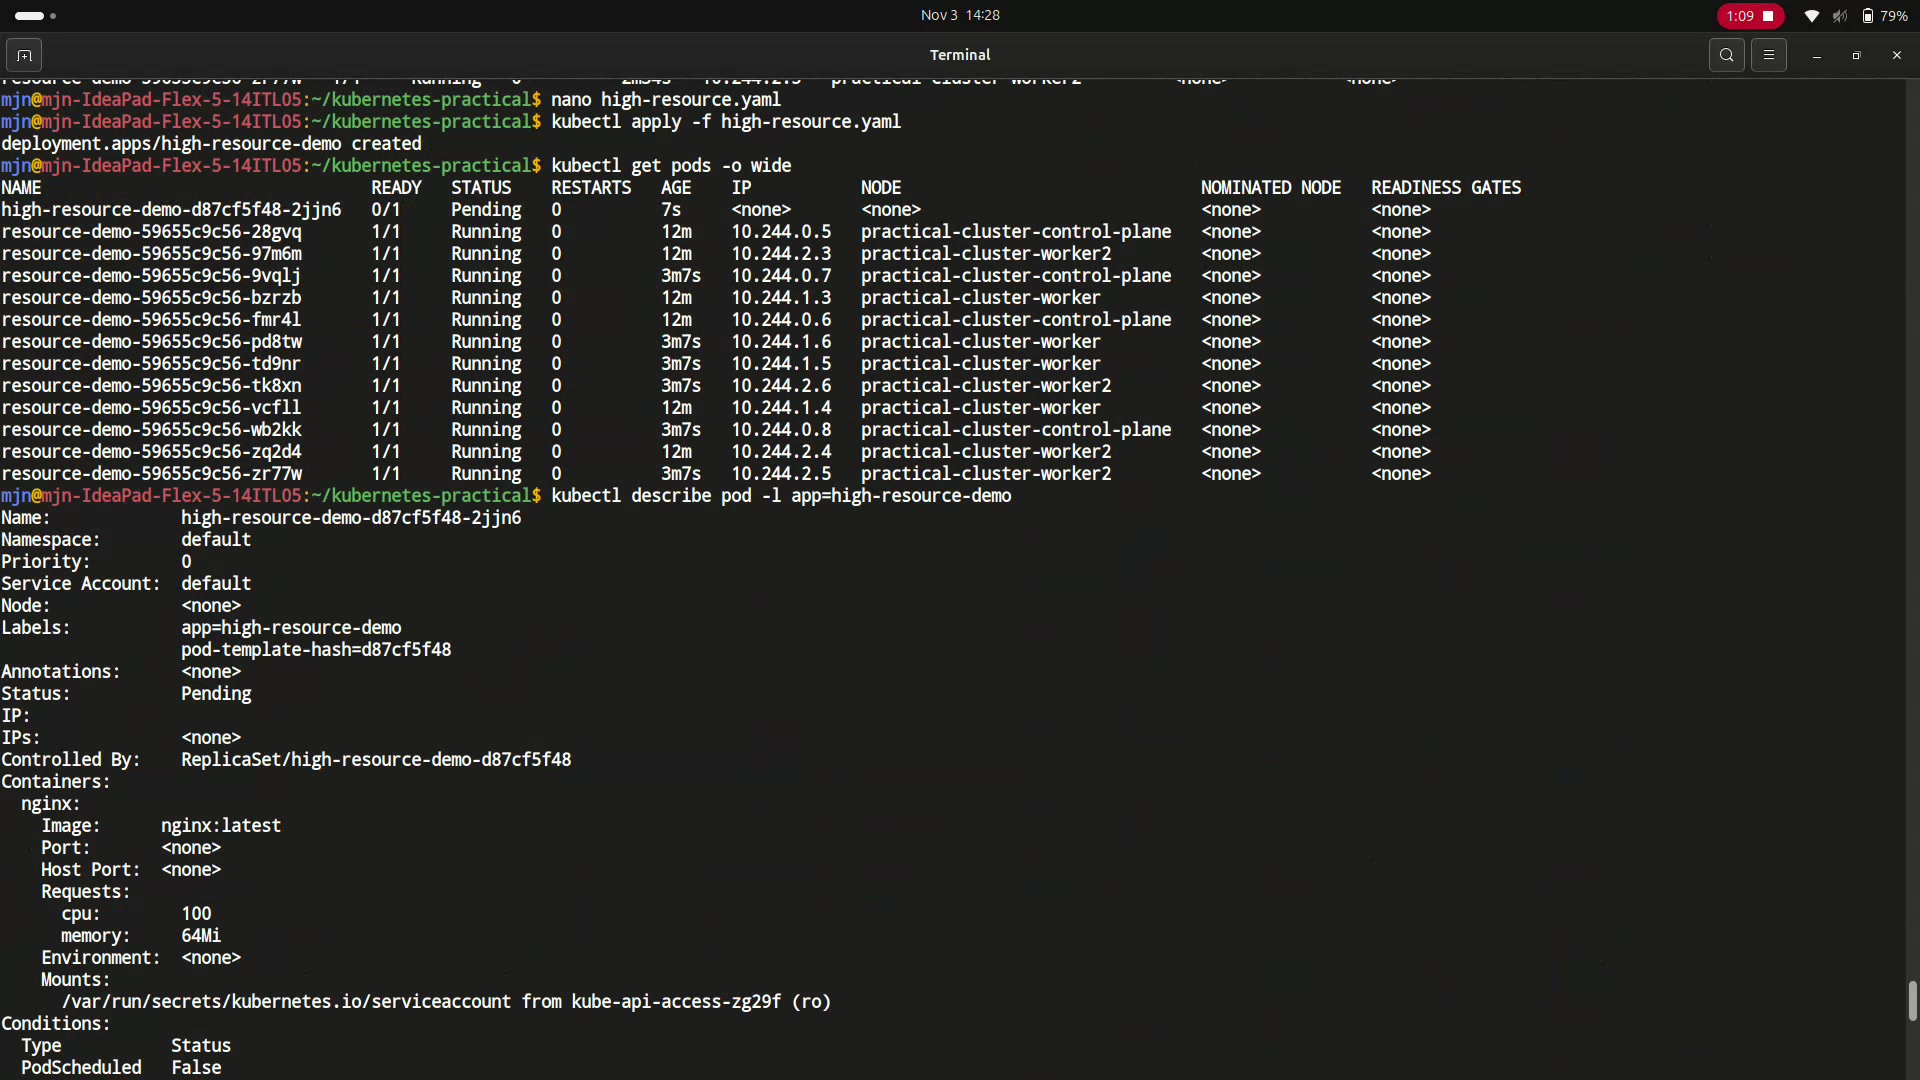 Nov 3 14:28
1:09
79%
Terminal
resource-demo-59655c9c56-zr77w 1/1 Running 0 2m54s 10.244.2.5 practical-cluster-worker2 <none> <none>
mjn@mjn-IdeaPad-Flex-5-14ITL05:~/kubernetes-practical$ nano high-resource.yaml
mjn@mjn-IdeaPad-Flex-5-14ITL05:~/kubernetes-practical$ kubectl apply -f high-resource.yaml
deployment.apps/high-resource-demo created
mjn@mjn-IdeaPad-Flex-5-14ITL05:~/kubernetes-practical$ kubectl get pods -o wide
NAME READY STATUS RESTARTS AGE IP NODE NOMINATED NODE READINESS GATES
high-resource-demo-d87cf5f48-2jjn6 0/1 Pending 0 7s <none> <none> <none> <none>
resource-demo-59655c9c56-28gvq 1/1 Running 0 12m 10.244.0.5 practical-cluster-control-plane <none> <none>
resource-demo-59655c9c56-97m6m 1/1 Running 0 12m 10.244.2.3 practical-cluster-worker2 <none> <none>
resource-demo-59655c9c56-9vqlj 1/1 Running 0 3m7s 10.244.0.7 practical-cluster-control-plane <none> <none>
resource-demo-59655c9c56-bzrzb 1/1 Running 0 12m 10.244.1.3 practical-cluster-worker <none> <none>
resource-demo-59655c9c56-fmr4l 1/1 Running 0 12m 10.244.0.6 practical-cluster-control-plane <none> <none>
resource-demo-59655c9c56-pd8tw 1/1 Running 0 3m7s 10.244.1.6 practical-cluster-worker <none> <none>
resource-demo-59655c9c56-td9nr 1/1 Running 0 3m7s 10.244.1.5 practical-cluster-worker <none> <none>
resource-demo-59655c9c56-tk8xn 1/1 Running 0 3m7s 10.244.2.6 practical-cluster-worker2 <none> <none>
resource-demo-59655c9c56-vcfll 1/1 Running 0 12m 10.244.1.4 practical-cluster-worker <none> <none>
resource-demo-59655c9c56-wb2kk 1/1 Running 0 3m7s 10.244.0.8 practical-cluster-control-plane <none> <none>
resource-demo-59655c9c56-zq2d4 1/1 Running 0 12m 10.244.2.4 practical-cluster-worker2 <none> <none>
resource-demo-59655c9c56-zr77w 1/1 Running 0 3m7s 10.244.2.5 practical-cluster-worker2 <none> <none>
mjn@mjn-IdeaPad-Flex-5-14ITL05:~/kubernetes-practical$ kubectl describe pod -l app=high-resource-demo
Name: high-resource-demo-d87cf5f48-2jjn6
Namespace: default
Priority: 0
Service Account: default
Node: <none>
Labels: app=high-resource-demo
pod-template-hash=d87cf5f48
Annotations: <none>
Status: Pending
IP:
IPs: <none>
Controlled By: ReplicaSet/high-resource-demo-d87cf5f48
Containers:
nginx:
Image: nginx:latest
Port: <none>
Host Port: <none>
Requests:
cpu: 100
memory: 64Mi
Environment: <none>
Mounts:
/var/run/secrets/kubernetes.io/serviceaccount from kube-api-access-zg29f (ro)
Conditions:
Type Status
PodScheduled False